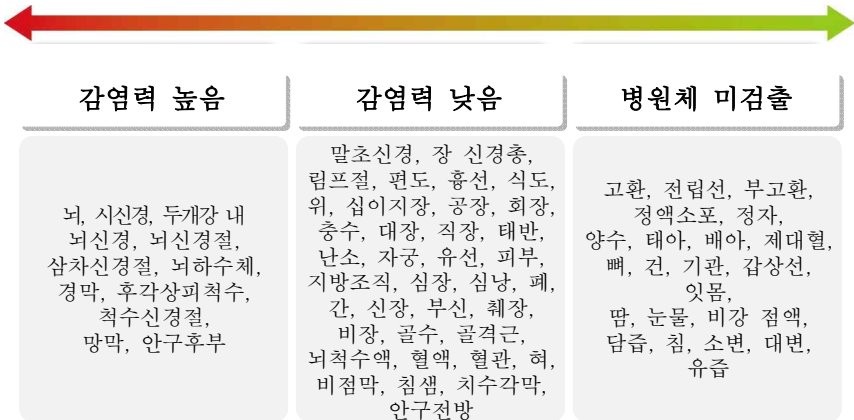 감염력 높음
뇌, 시신경, 두개강 내
뇌신경, 뇌신경절,
삼차신경절, 뇌하수체,
경막, 후각상피척수,
척수신경절,
망막, 안구후부
감염력 낮음
말초신경, 장 신경총,
림프절, 편도, 흉선, 식도,
위, 십이지장, 공장, 회장,
충수, 대장, 직장, 태반,
난소, 자궁, 유선, 피부,
지방조직, 심장, 심낭, 폐,
간, 신장, 부신, 췌장,
비장, 골수, 골격근,
뇌척수액, 혈액, 혈관, 혀,
비점막, 침샘, 치수각막,
안구전방
병원체 미검출
고환, 전립선, 부고환,
정액소포, 정자,
양수, 태아, 배아, 제대혈,
뼈, 건, 기관, 갑상선,
잇몸,
땀, 눈물, 비강 점액,
담즙, 침, 소변, 대변,
유즙